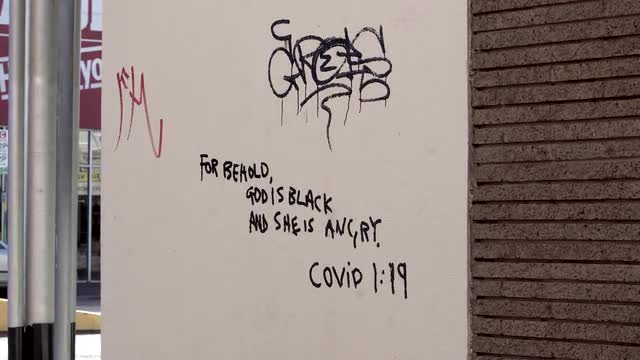 FOR BEHOLD,
GOD IS BLACK
AND SHE IS ANGRY.
COVID 1:19